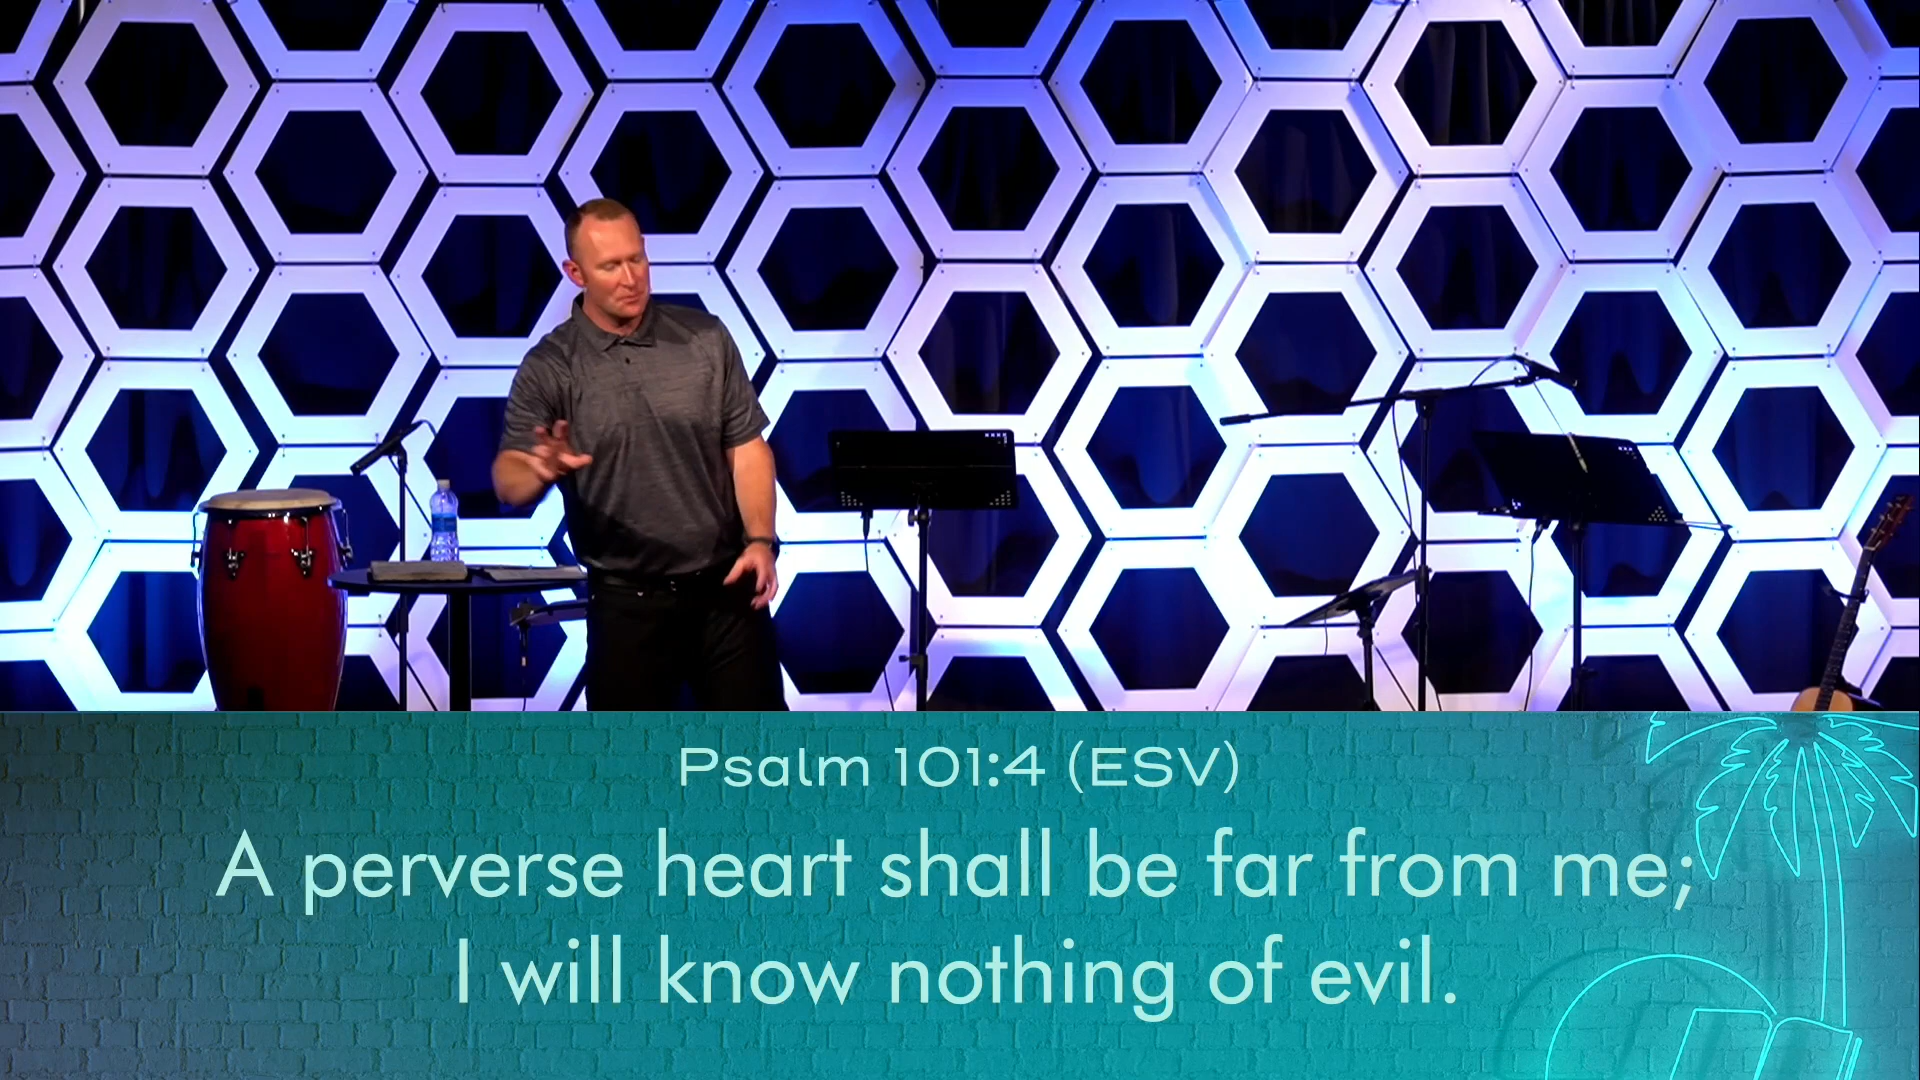 Psalm 101:4 (ESV)
A perverse heart shall be far from me;
I will know nothing of evil.